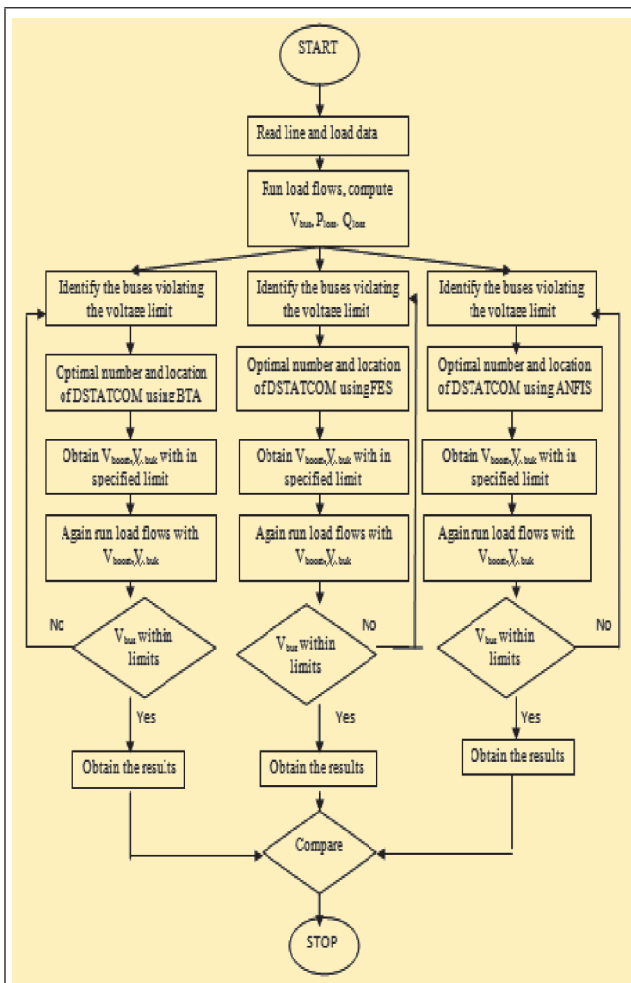 START
Read line and load data
Run load flows, compute
Vbus, Ploss, Qloss
Identify the buses violating
the voltage limit
Optimal number and location
of DSTATCOM using BTA
Obtain Vboost, V, buk with in
specified limit
Again run load flows with
Vboost, V, buk
No
Vbus within
limits
Yes
Obtain the results
Identify the buses violating
the voltage limit
Optimal number and location
of DSTATCOM using FES
Obtain Vboost, V, buk with in
specified limit
Again run load flows with
Vboost, V, buk
No
Vbus within
limits
Yes
Obtain the results
Identify the buses violating
the voltage limit
Optimal number and location
of DSTATCOM using ANFIS
Obtain Vboost, V, buk with in
specified limit
Again run load flows with
Vboost, V, buk
No
Vbus within
limits
Yes
Obtain the results
Compare
STOP